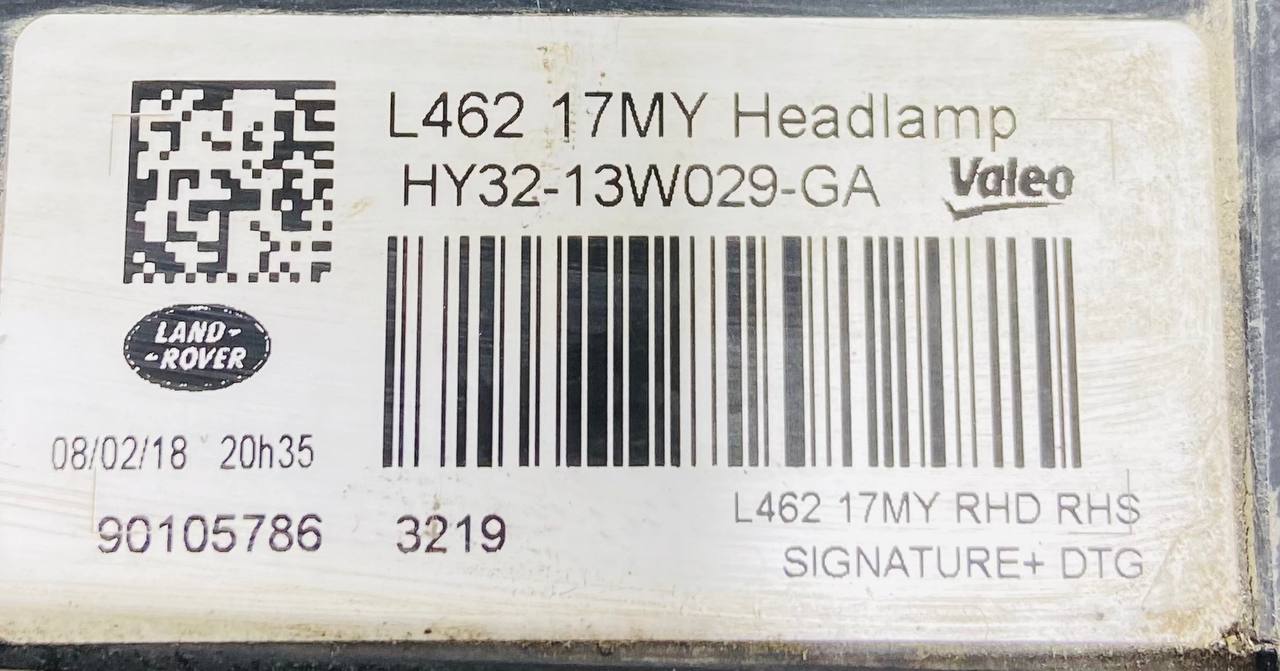 L462 17MY Headlamp
HY32-13W029-GA
Valeo
LAND-
-ROVER
08/02/18 20h35
90105786 3219
L462 17MY RHD RHS
SIGNATURE+ DTG